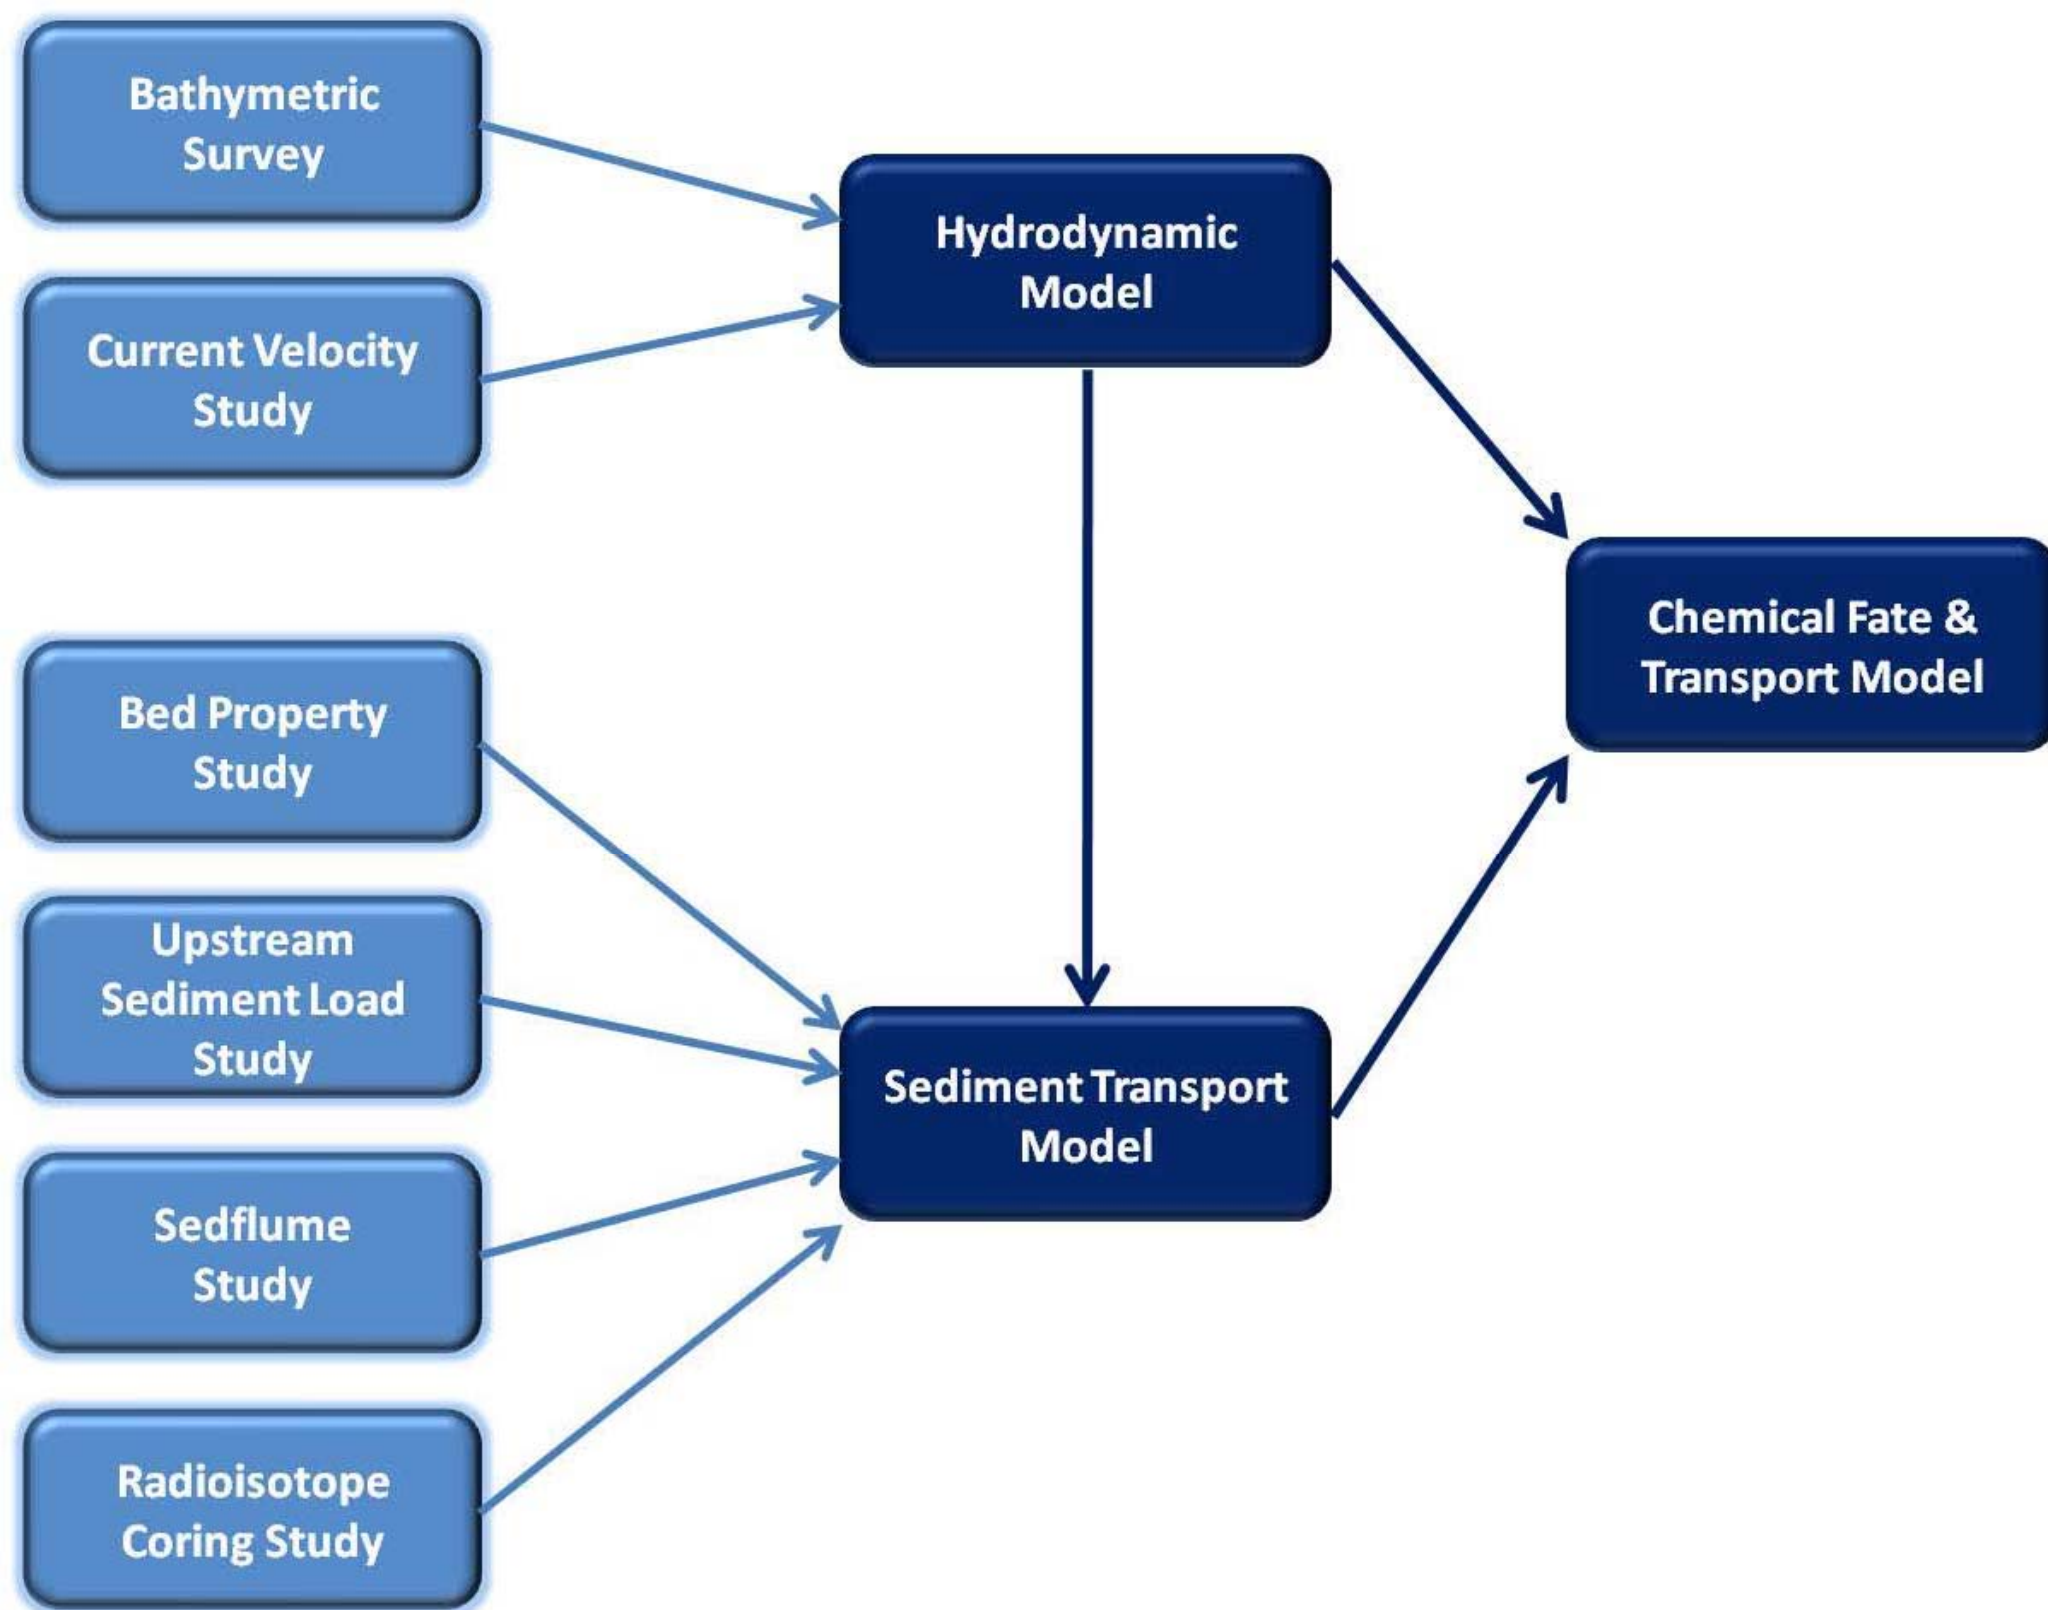 Bathymetric
Survey
Current Velocity
Study
Hydrodynamic
Model
Chemical Fate &
Transport Model
Bed Property
Study
Upstream
Sediment Load
Study
Sedflume
Study
Radioisotope
Coring Study
Sediment Transport
Model